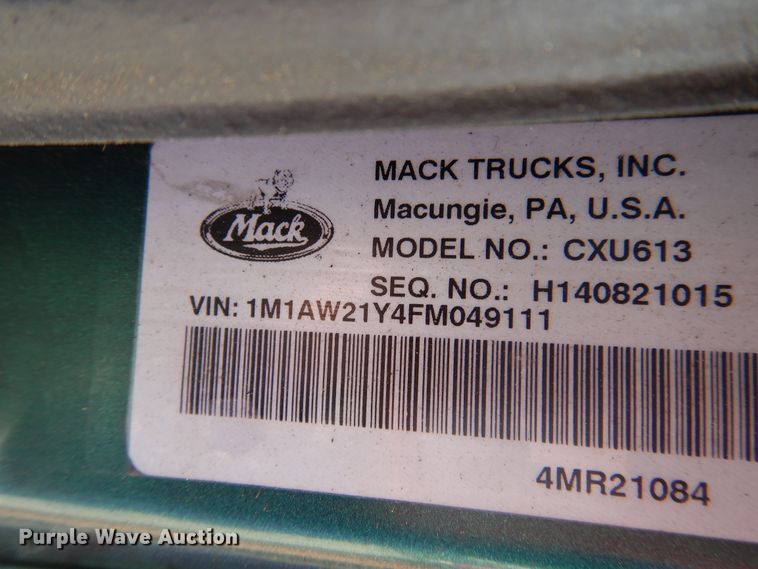 MACK TRUCKS, INC.
Mack
Macungie, PA, U.S.A.
MODEL NO.: CXU613
SEQ. NO.: H140821015
VIN: 1M1AW21Y4FM049111
4MR21084
Purple Wave Auction